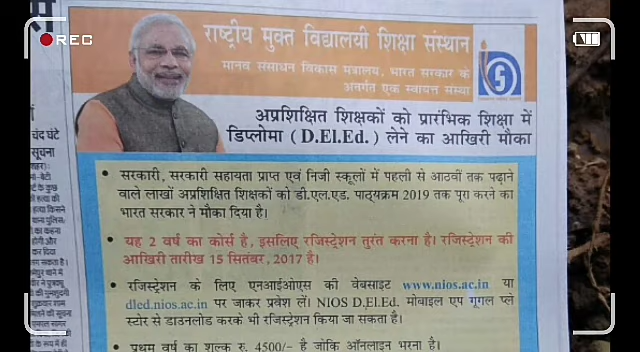 REC
राष्ट्रीय मुक्त विद्यालयी शिक्षा संस्थान
मानव संसाधन विकास मंत्रालय, भारत सरकार के
अंतर्गत एक स्वायत्त संस्था
अप्रशिक्षित शिक्षकों को प्रारंभिक शिक्षा में
डिप्लोमा (D.El.Ed.) लेने का आखिरी मौका
• सरकारी, सरकारी सहायता प्राप्त एवं निजी स्कूलों में पहली से आठवीं तक पढ़ाने
वाले लाखों अप्रशिक्षित शिक्षकों को डी.एल.एड. पाठ्यक्रम 2019 तक पूरा करने का
भारत सरकार ने मौका दिया है।
• यह 2 वर्ष का कोर्स है, इसलिए रजिस्ट्रेशन तुरंत करना है। रजिस्ट्रेशन की
आखिरी तारीख 15 सितंबर, 2017 है।
• रजिस्ट्रेशन के लिए एनआईओएस की वेबसाइट www.nios.ac.in या
dled.nios.ac.in पर जाकर प्रवेश लें। NIOS D.El.Ed. मोबाइल एप गूगल प्ले
स्टोर से डाउनलोड करके भी रजिस्ट्रेशन किया जा सकता है।
• प्रथम वर्ष का शुल्क रु. 4500/- है जोकि ऑनलाइन भरना है।
चंद घंटे
सूचना